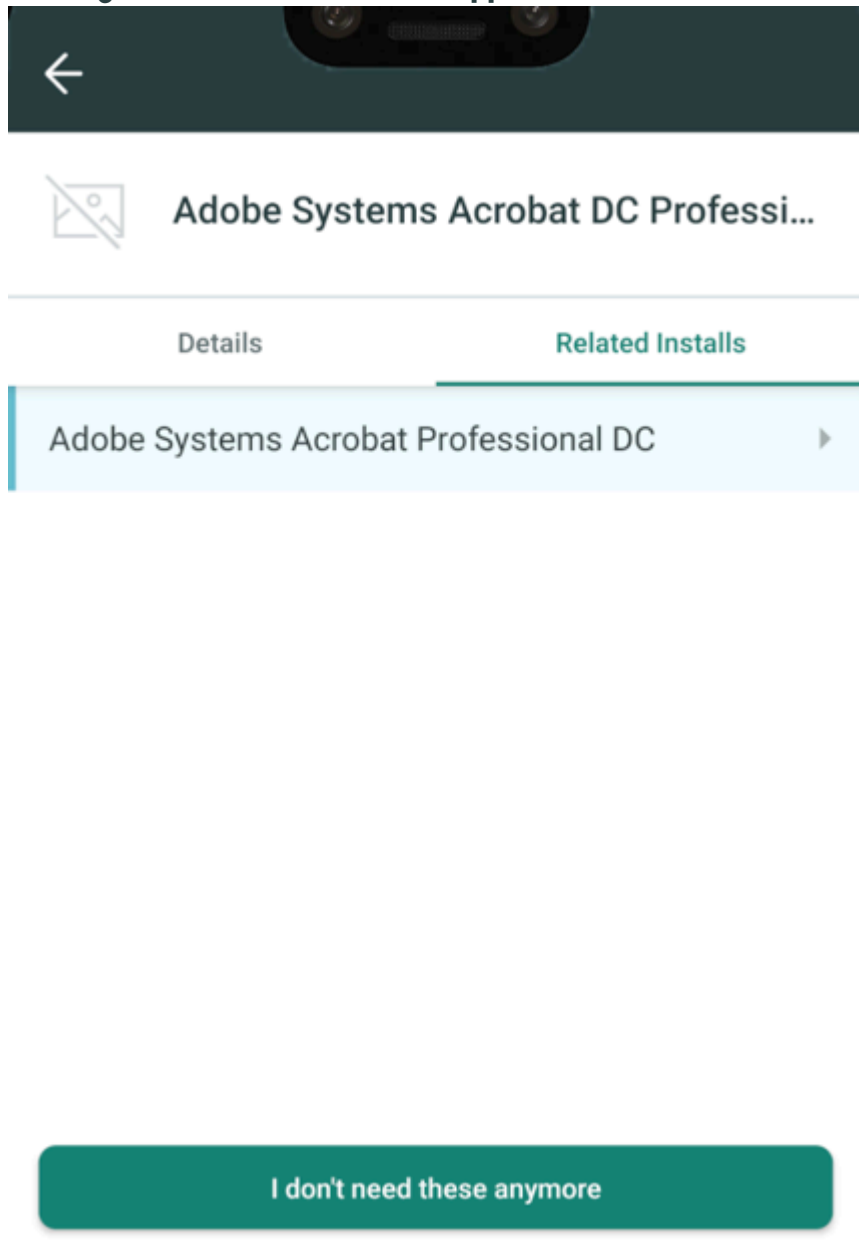 Adobe Systems Acrobat DC Professi...
Details
Related Installs
Adobe Systems Acrobat Professional DC
I don't need these anymore